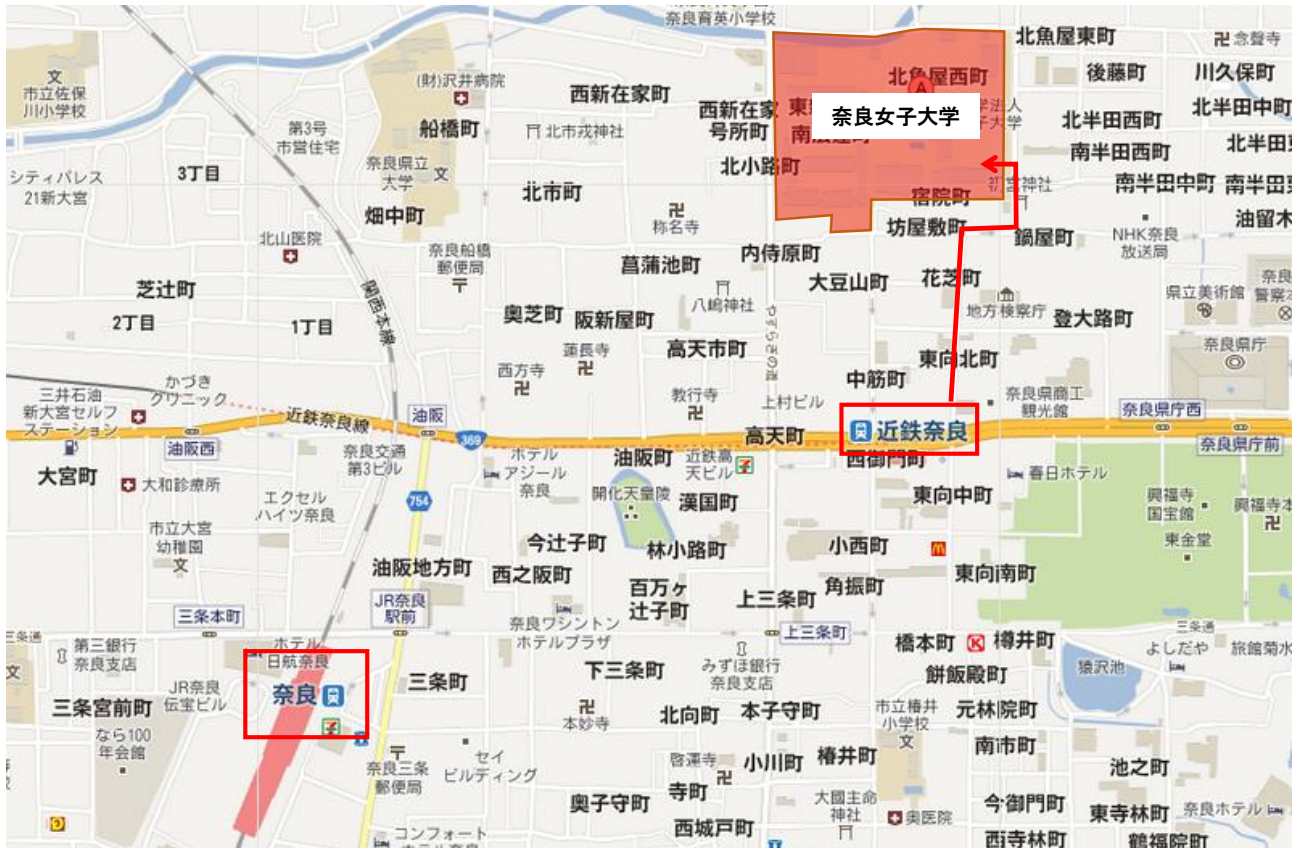 奈良育英小学校
北魚屋東町
卍 念聲寺
文
市立佐保
川小学校
(財)沢井病院
西新在家町
北魚屋西町
後藤町
川久保町
船橋町
北市戎神社
西新在家
号所町
奈良女子大学
A
北半田西町
北半田中町
第3号
市営住宅
奈良県立
大学
文
北小路町
南半田西町
シティパレス
21新大宮
3丁目
北市町
宿院町
南半田中町
畑中町
卍
称名寺
坊屋敷町
鍋屋町
NHK奈良
放送局
油留木
北山医院
奈良船橋
郵便局
〒
菖蒲池町
内侍原町
大豆山町
花芝町
芝辻町
関西本線
八嶋神社
地方検察庁
県立美術館
2丁目
1丁目
奥芝町
阪新屋町
やすらぎの道
登大路町
蓮長寺
卍
高天市町
東向北町
奈良県庁
西方寺
卍
中筋町
かづき
クリニック
三井石油
新大宮セルフ
ステーション
教行寺
卍
上村ビル
奈良県商工
観光館
近鉄奈良線
油阪
369
高天町
近鉄奈良
奈良県庁西
油阪西
奈良交通
第3ビル
西御門町
奈良県庁前
大宮町
大和診療所
ホテル
アジール
奈良
油阪町
近鉄高
天ビル
春日ホテル
エクセル
ハイツ奈良
754
開化天皇陵
漢国町
東向中町
興福寺
国宝館
卍
市立大宮
幼稚園
文
今辻子町
林小路町
小西町
東金堂
油阪地方町
西之阪町
百万ヶ
辻子町
角振町
東向南町
JR奈良
駅前
上三条町
三条本町
奈良ワシントン
ホテルプラザ
上三条町
橋本町
樽井町
三条通
三条通
第三銀行
奈良支店
ホテル
日航奈良
下三条町
みずほ銀行
奈良支店
餅飯殿町
猿沢池
よしだや
旅館菊水
文
奈良
三条町
三条宮前町
JR奈良
伝宝ビル
卍
本妙寺
北向町
本子守町
市立椿井
小学校
文
元林院町
なら100
年会館
〒
奈良三条
郵便局
セイ
ビルディング
啓運寺
卍
小川町
椿井町
南市町
池之町
奥子守町
寺町
大國主命
神社
奥医院
今御門町
東寺林町
奈良ホテル
コンフォート
西城戸町
西寺林町
鶴福院町